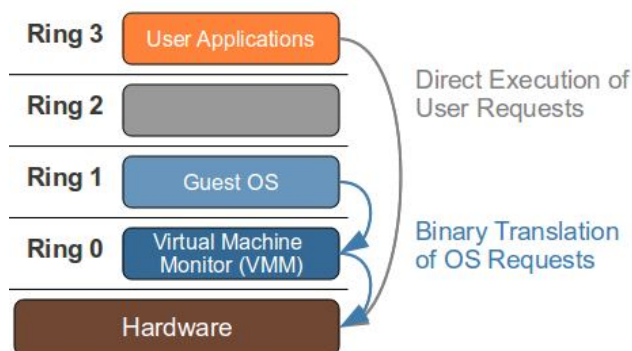 Ring 3
User Applications
Direct Execution of
User Requests
Ring 2
Ring 1
Guest OS
Ring 0
Virtual Machine
Monitor (VMM)
Binary Translation
of OS Requests
Hardware